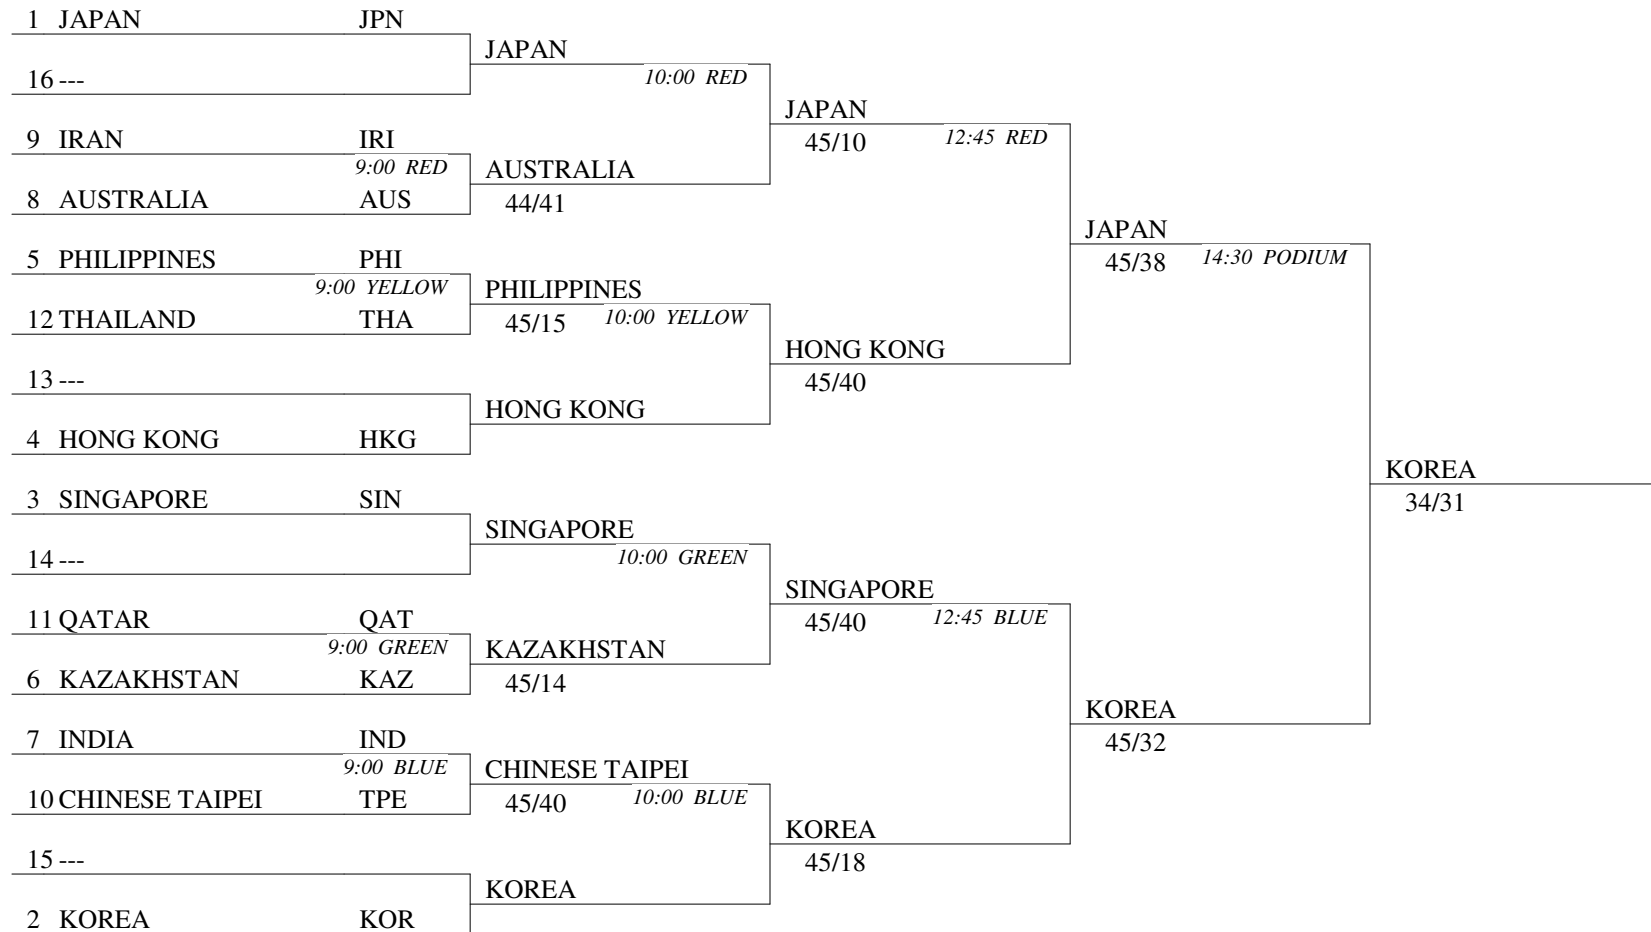 1 JAPAN JPN
JAPAN
10:00 RED
16 ---
JAPAN
45/10 12:45 RED
9 IRAN IRI
9:00 RED
AUSTRALIA
44/41
8 AUSTRALIA AUS
JAPAN
45/38 14:30 PODIUM
5 PHILIPPINES PHI
9:00 YELLOW
PHILIPPINES
45/15 10:00 YELLOW
12 THAILAND THA
HONG KONG
45/40
13 ---
HONG KONG
4 HONG KONG HKG
KOREA
34/31
3 SINGAPORE SIN
SINGAPORE
10:00 GREEN
14 ---
SINGAPORE
45/40 12:45 BLUE
11 QATAR QAT
9:00 GREEN
KAZAKHSTAN
45/14
6 KAZAKHSTAN KAZ
KOREA
45/32
7 INDIA IND
9:00 BLUE
CHINESE TAIPEI
45/40 10:00 BLUE
10 CHINESE TAIPEI TPE
KOREA
45/18
15 ---
KOREA
2 KOREA KOR